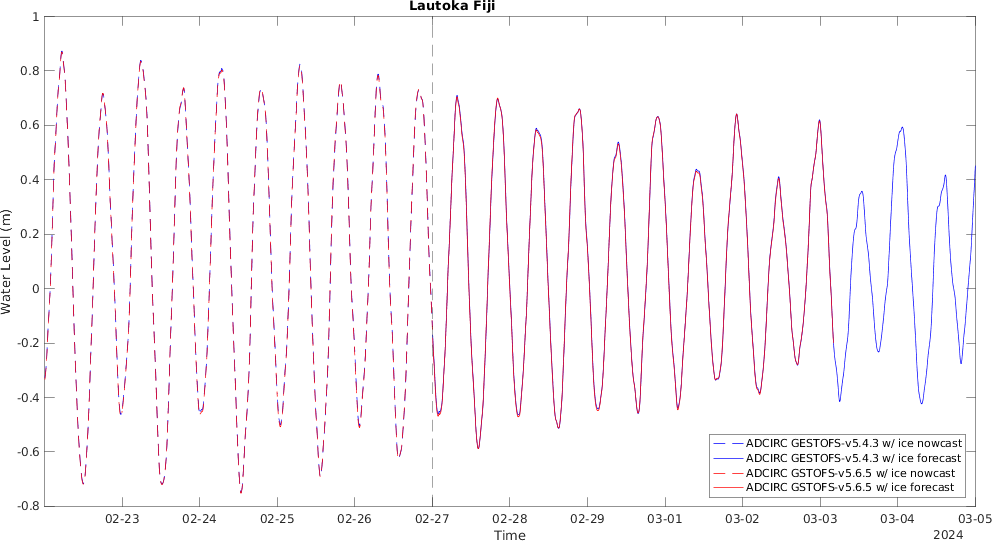 Lautoka Fiji
1
0.8
0.6
0.4
0.2
0
-0.2
-0.4
-0.6
-0.8
Water Level (m)
ADCIRC GESTOFS-v5.4.3 w/ ice nowcast
ADCIRC GESTOFS-v5.4.3 w/ ice forecast
ADCIRC GSTOFS-v5.6.5 w/ ice nowcast
ADCIRC GSTOFS-v5.6.5 w/ ice forecast
02-23 02-24 02-25 02-26 02-27 02-28 02-29 03-01 03-02 03-03 03-04 03-05
Time
2024